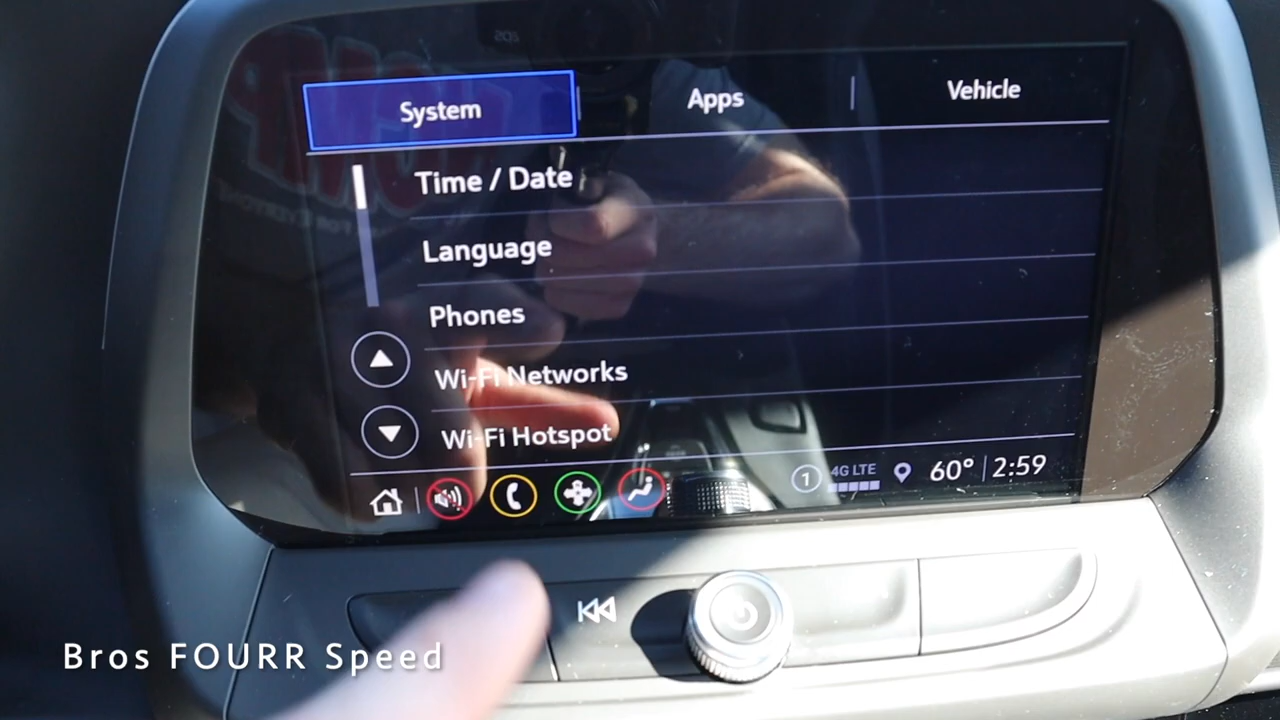 System
Apps
Vehicle
Time / Date
Language
Phones
Wi-Fi Networks
Wi-Fi Hotspot
1
4G LTE
60°
2:59
Bros FOURR Speed